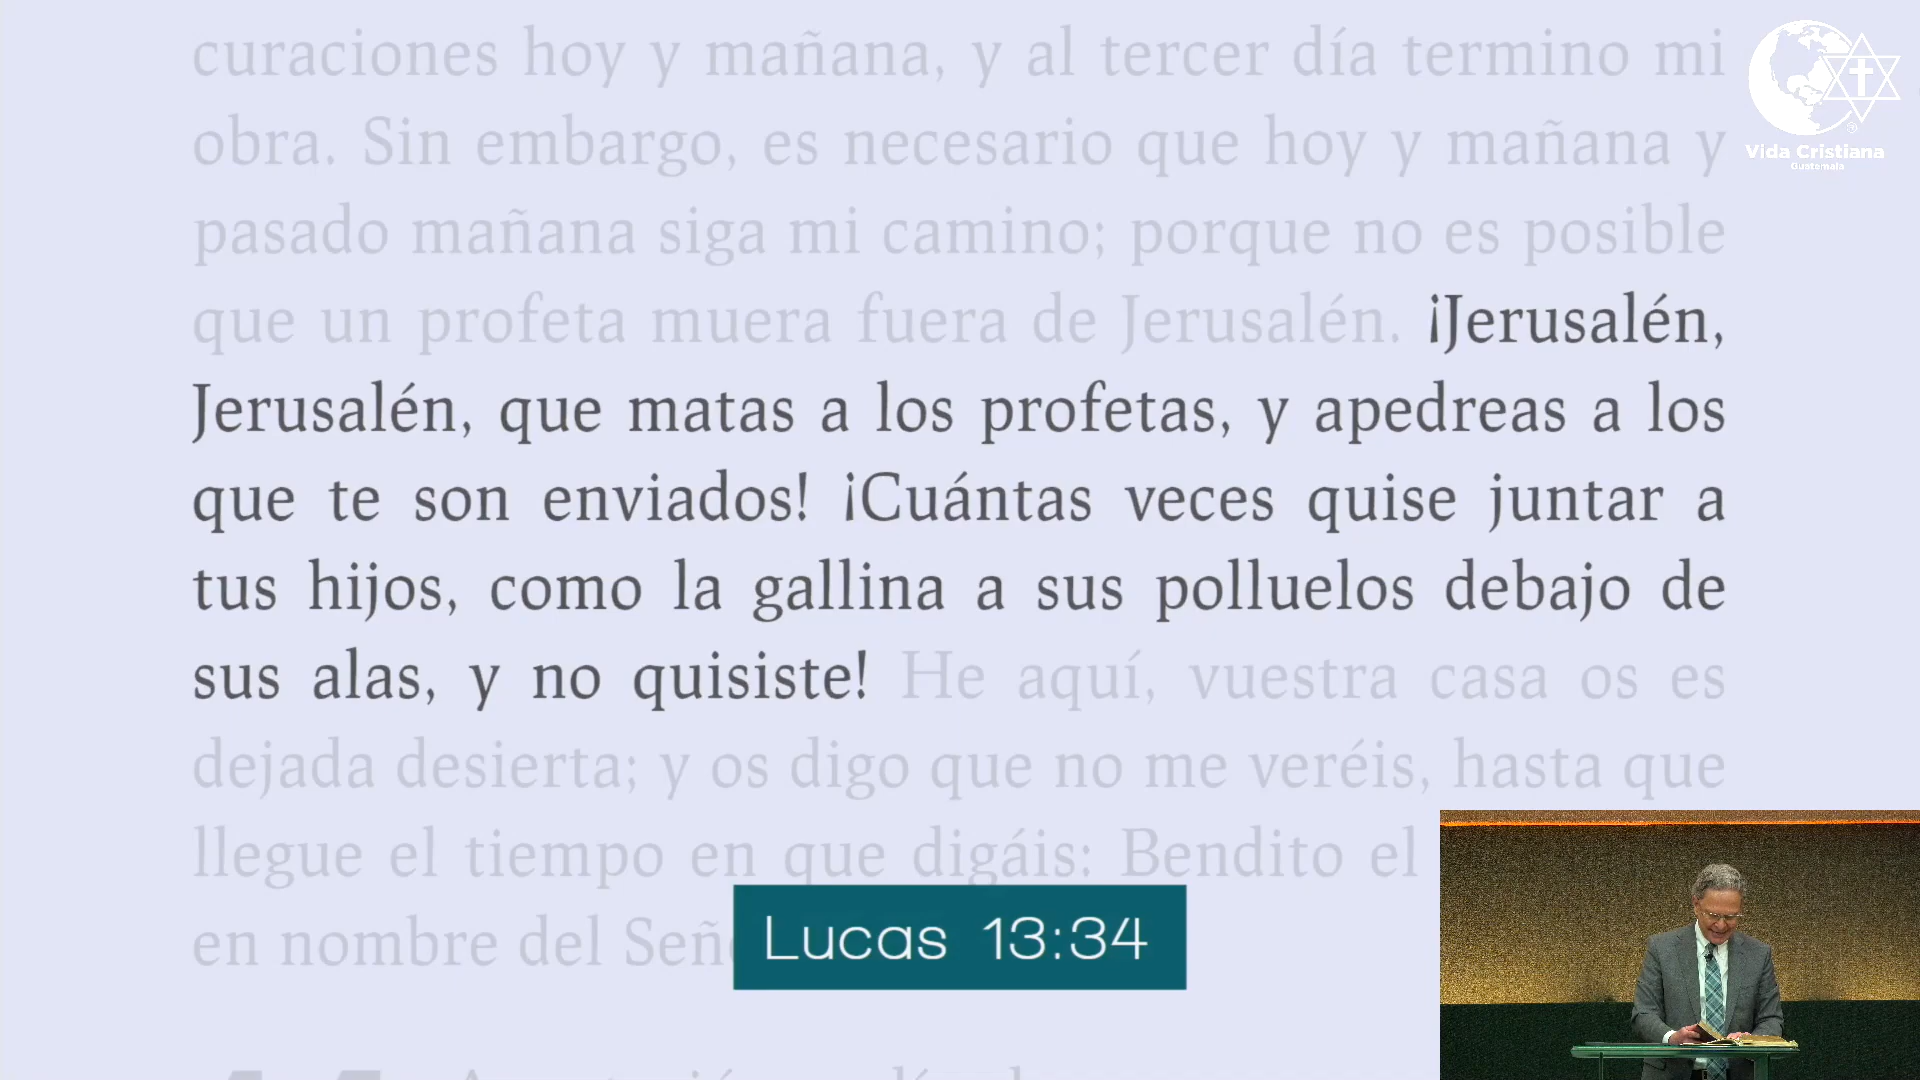 curaciones hoy y mañana, y al tercer día termino mi
obra. Sin embargo, es necesario que hoy y mañana y
pasado mañana siga mi camino; porque no es posible
que un profeta muera fuera de Jerusalén. ¡Jerusalén,
Jerusalén, que matas a los profetas, y apedreas a los
que te son enviados! ¡Cuántas veces quise juntar a
tus hijos, como la gallina a sus polluelos debajo de
sus alas, y no quisiste! He aquí, vuestra casa os es
dejada desierta; y os digo que no me veréis, hasta que
llegue el tiempo en que digáis: Bendito el
en nombre del
Lucas 13:34
Vida Cristiana
Guatemala